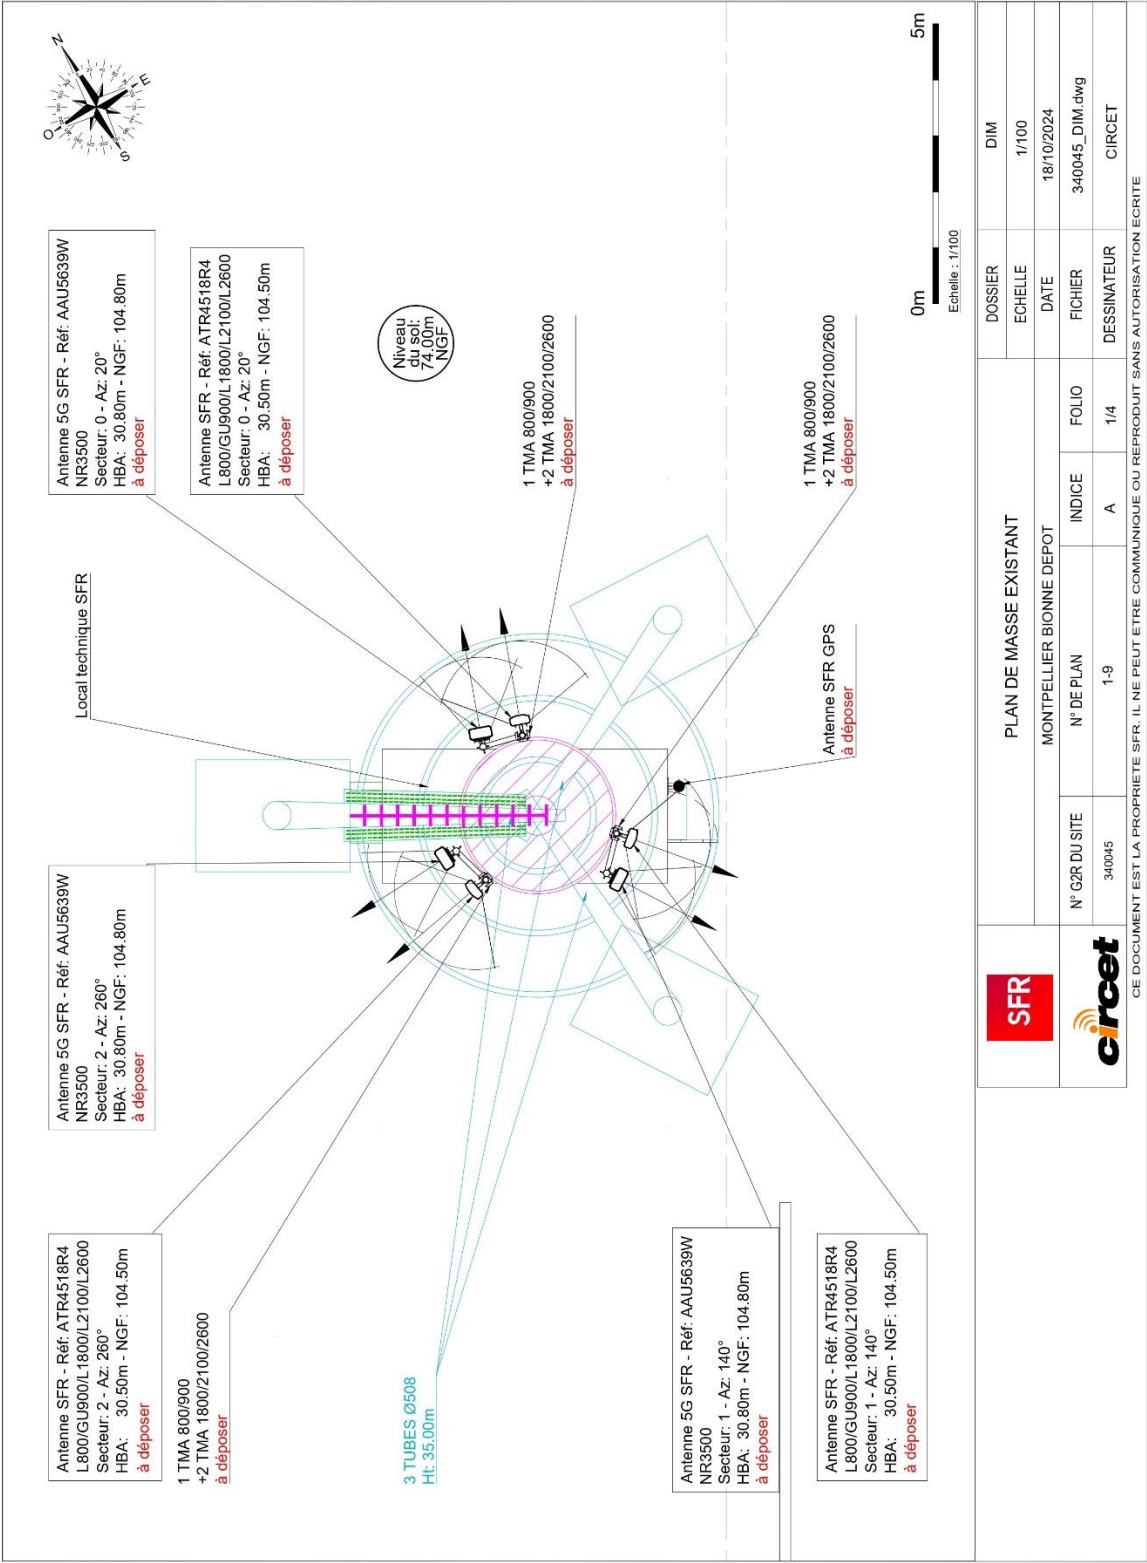 Antenne SFR - Réf: ATR4518R4
L800/GU900/L1800/L2100/L2600
Secteur: 2 - Az: 260°
HBA: 30.50m - NGF: 104.50m
à déposer
1 TMA 800/900
+2 TMA 1800/2100/2600
à déposer
Antenne 5G SFR - Réf: AAU5639W
NR3500
Secteur: 2 - Az: 260°
HBA: 30.80m - NGF: 104.80m
à déposer
Local technique SFR
Antenne 5G SFR - Réf: AAU5639W
NR3500
Secteur: 0 - Az: 20°
HBA: 30.80m - NGF: 104.80m
à déposer
Antenne SFR - Réf: ATR4518R4
L800/GU900/L1800/L2100/L2600
Secteur: 0 - Az: 20°
HBA: 30.50m - NGF: 104.50m
à déposer
N
E
S
O
Niveau
du sol:
74.00m
NGF
3 TUBES Ø508
Ht: 35.00m
1 TMA 800/900
+2 TMA 1800/2100/2600
à déposer
1 TMA 800/900
+2 TMA 1800/2100/2600
à déposer
Antenne SFR GPS
à déposer
Antenne 5G SFR - Réf: AAU5639W
NR3500
Secteur: 1 - Az: 140°
HBA: 30.80m - NGF: 104.80m
à déposer
Antenne SFR - Réf: ATR4518R4
L800/GU900/L1800/L2100/L2600
Secteur: 1 - Az: 140°
HBA: 30.50m - NGF: 104.50m
à déposer
0m
5m
Echelle : 1/100
SFR
circet
PLAN DE MASSE EXISTANT
MONTPELLIER BIONNE DEPOT
N° G2R DU SITE
N° DE PLAN
INDICE
FOLIO
340045
1-9
A
1/4
DOSSIER
DIM
ECHELLE
1/100
DATE
18/10/2024
FICHIER
340045_DIM.dwg
DESSINATEUR
CIRCET
CE DOCUMENT EST LA PROPRIETE SFR. IL NE PEUT ETRE COMMUNIQUE OU REPRODUIT SANS AUTORISATION ECRITE